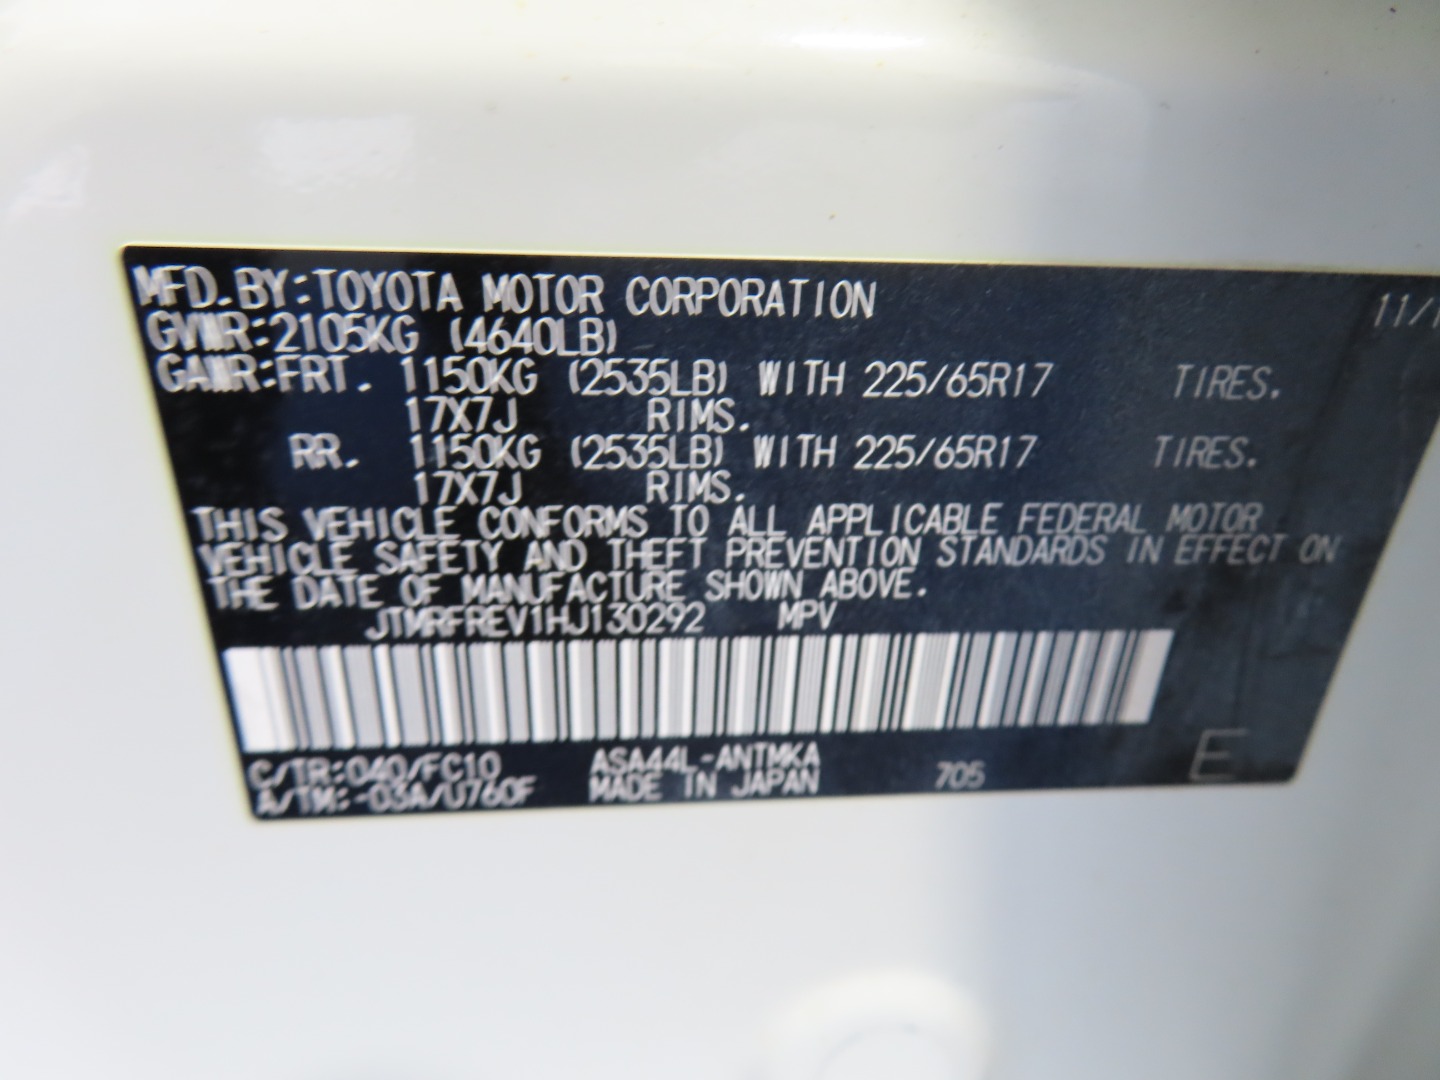 MFD.BY:TOYOTA MOTOR CORPORATION 11/1
GVWR:2105KG (4640LB)
GAWR:FRT. 1150KG (2535LB) WITH 225/65R17 TIRES.
17X7J RIMS.
RR. 1150KG (2535LB) WITH 225/65R17 TIRES.
17X7J RIMS.
THIS VEHICLE CONFORMS TO ALL APPLICABLE FEDERAL MOTOR
VEHICLE SAFETY AND THEFT PREVENTION STANDARDS IN EFFECT ON
THE DATE OF MANUFACTURE SHOWN ABOVE.
JTMRFREV1HJ130292 MPV
C/TR:040/FC10 ASA44L-ANTMKA
A/TM:-03A/U760F MADE IN JAPAN 705 E